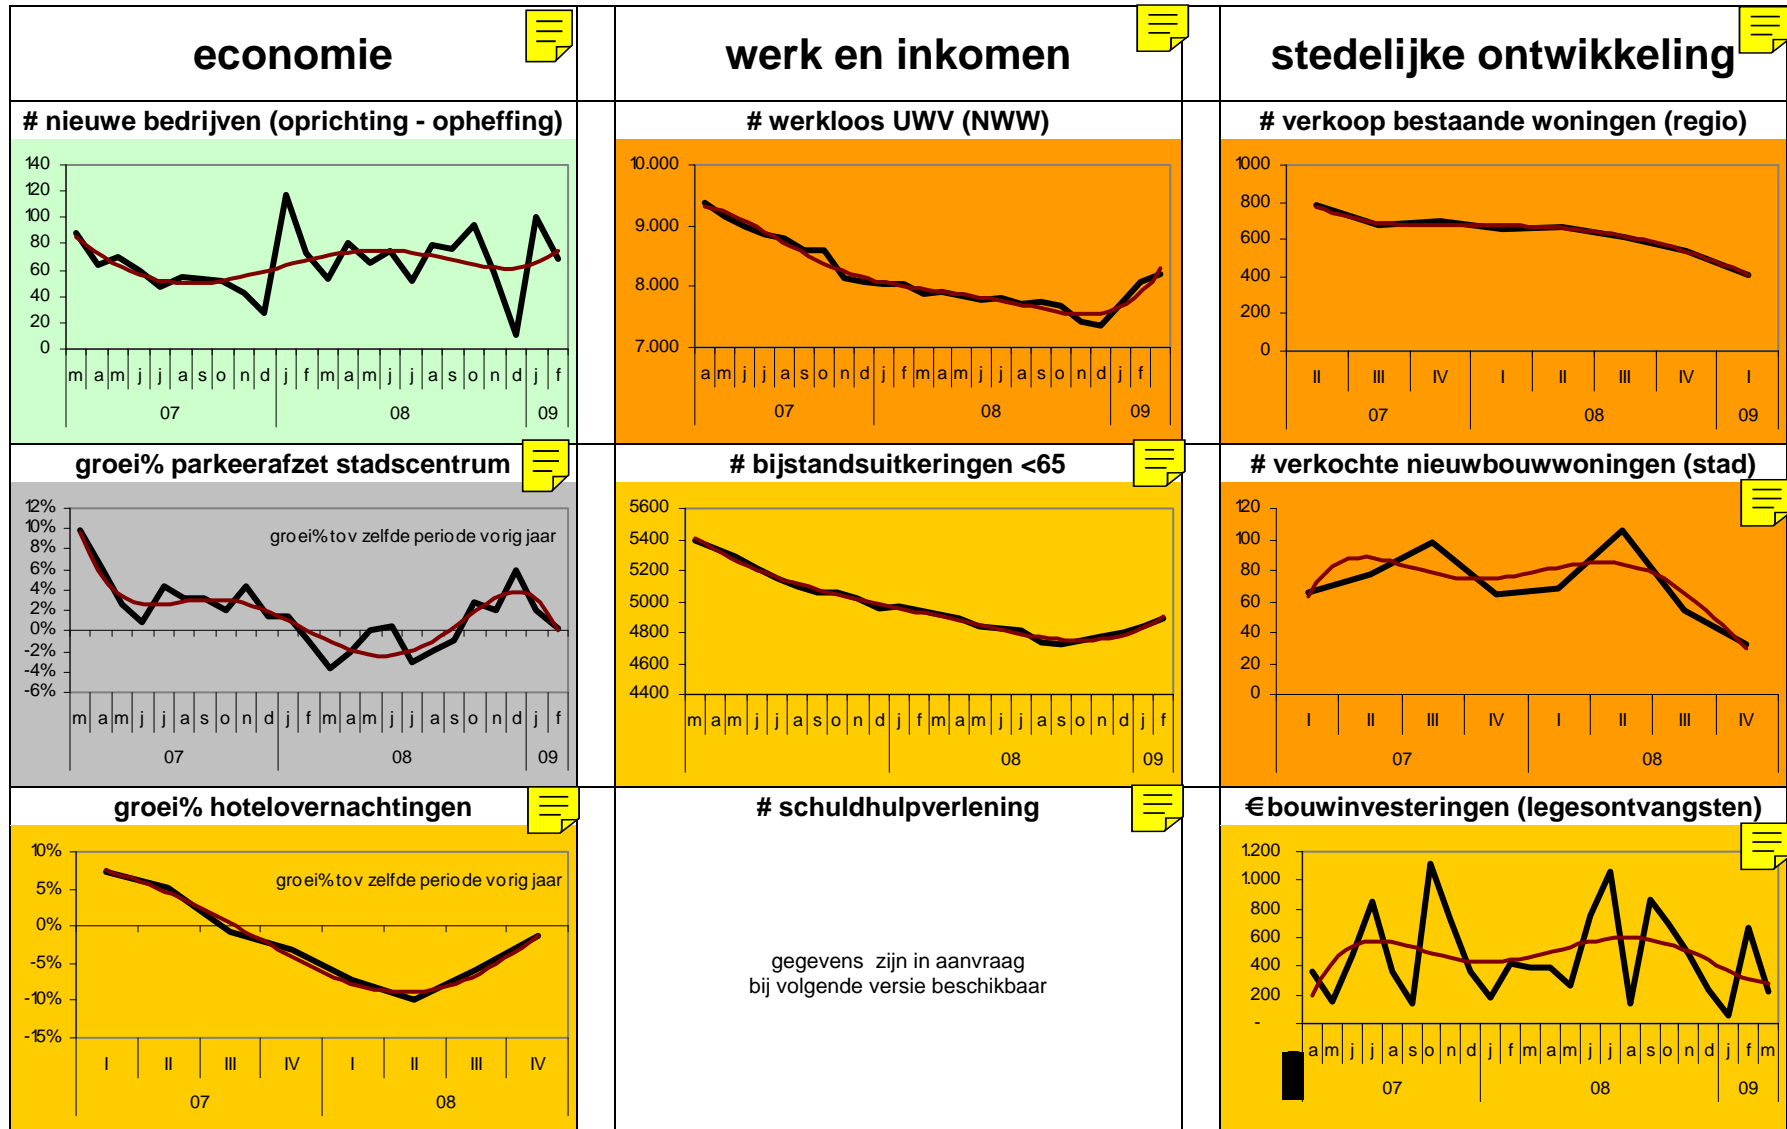 economie
werk en inkomen
stedelijke ontwikkeling
# nieuwe bedrijven (oprichting - opheffing)
140
120
100
80
60
40
20
0
m a m j j a s o n d j f m a m j j a s o n d j f
07 08 09
# werkloos UWV (NWW)
10.000
9.000
8.000
7.000
a m j j a s o n d j f m a m j j a s o n d j f
07 08 09
# verkoop bestaande woningen (regio)
1000
800
600
400
200
0
II III IV I II III IV I
07 08 09
groei% parkeerafzet stadscentrum
groei% tov zelfde periode vorig jaar
12%
10%
8%
6%
4%
2%
0%
-2%
-4%
-6%
m a m j j a s o n d j f m a m j j a s o n d j f
07 08 09
# bijstandsuitkeringen <65
5600
5400
5200
5000
4800
4600
4400
m a m j j a s o n d j f m a m j j a s o n d j f
08 09
# verkochte nieuwbouwwoningen (stad)
120
100
80
60
40
20
0
I II III IV I II III IV
07 08
groei% hotelovernachtingen
groei% tov zelfde periode vorig jaar
10%
5%
0%
-5%
-10%
-15%
I II III IV I II III IV
07 08
# schuldhulpverlening
gegevens zijn in aanvraag
bij volgende versie beschikbaar
€ bouwinvesteringen (legesontvangsten)
1.200
1.000
800
600
400
200
-
a m j j a s o n d j f m a m j j a s o n d j f m
07 08 09